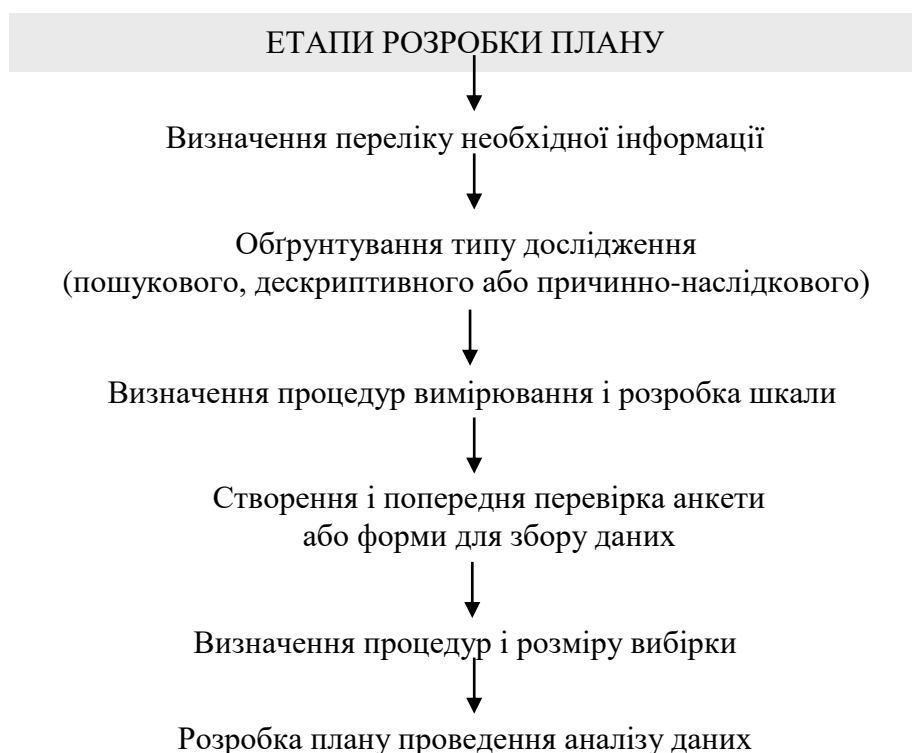 ЕТАПИ РОЗРОБКИ ПЛАНУ
Визначення переліку необхідної інформації
Обґрунтування типу дослідження
(пошукового, дескриптивного або причинно-наслідкового)
Визначення процедур вимірювання і розробка шкали
Створення і попередня перевірка анкети
або форми для збору даних
Визначення процедур і розміру вибірки
Розробка плану проведення аналізу даних